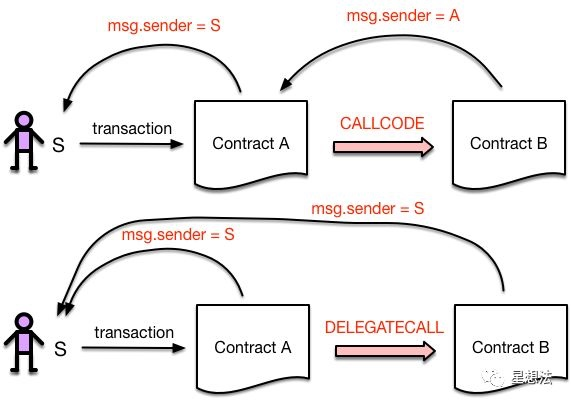 msg.sender = S
msg.sender = A
S
transaction
Contract A
CALLCODE
Contract B
msg.sender = S
msg.sender = S
S
transaction
Contract A
DELEGATECALL
Contract B
星想法